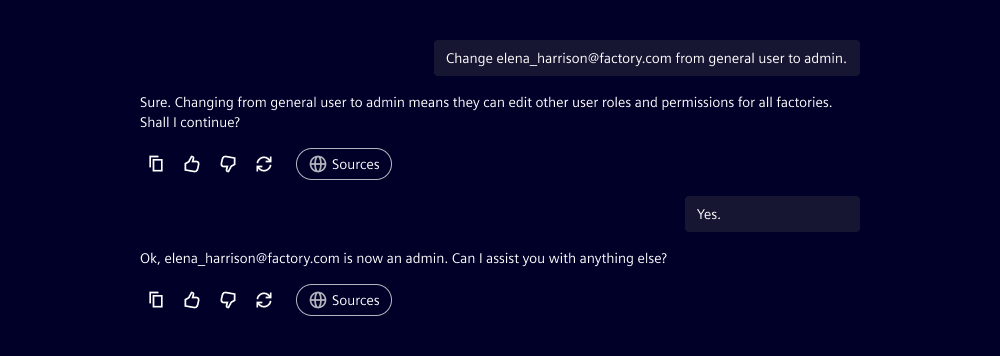 Change elena_harrison@factory.com from general user to admin.
Sure. Changing from general user to admin means they can edit other user roles and permissions for all factories.
Shall I continue?
Sources
Yes.
Ok, elena_harrison@factory.com is now an admin. Can I assist you with anything else?
Sources